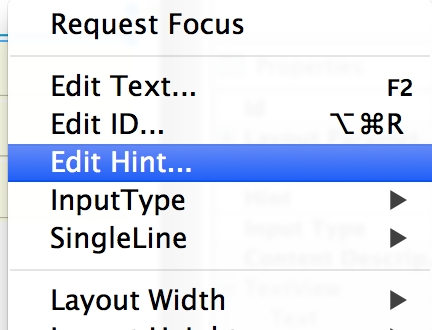 Request Focus
Edit Text... F2
Edit ID... ⌥⌘R
Edit Hint...
InputType ▶
SingleLine ▶
Layout Width ▶